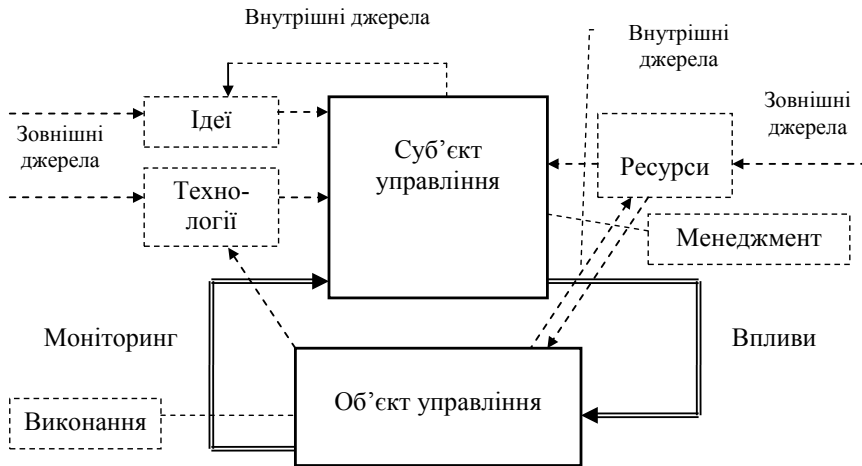 Внутрішні джерела
Внутрішні
джерела
Ідеї
Зовнішні
джерела
Зовнішні
джерела
Суб’єкт
управління
Ресурси
Техно-
логії
Менеджмент
Моніторинг
Впливи
Об’єкт управління
Виконання